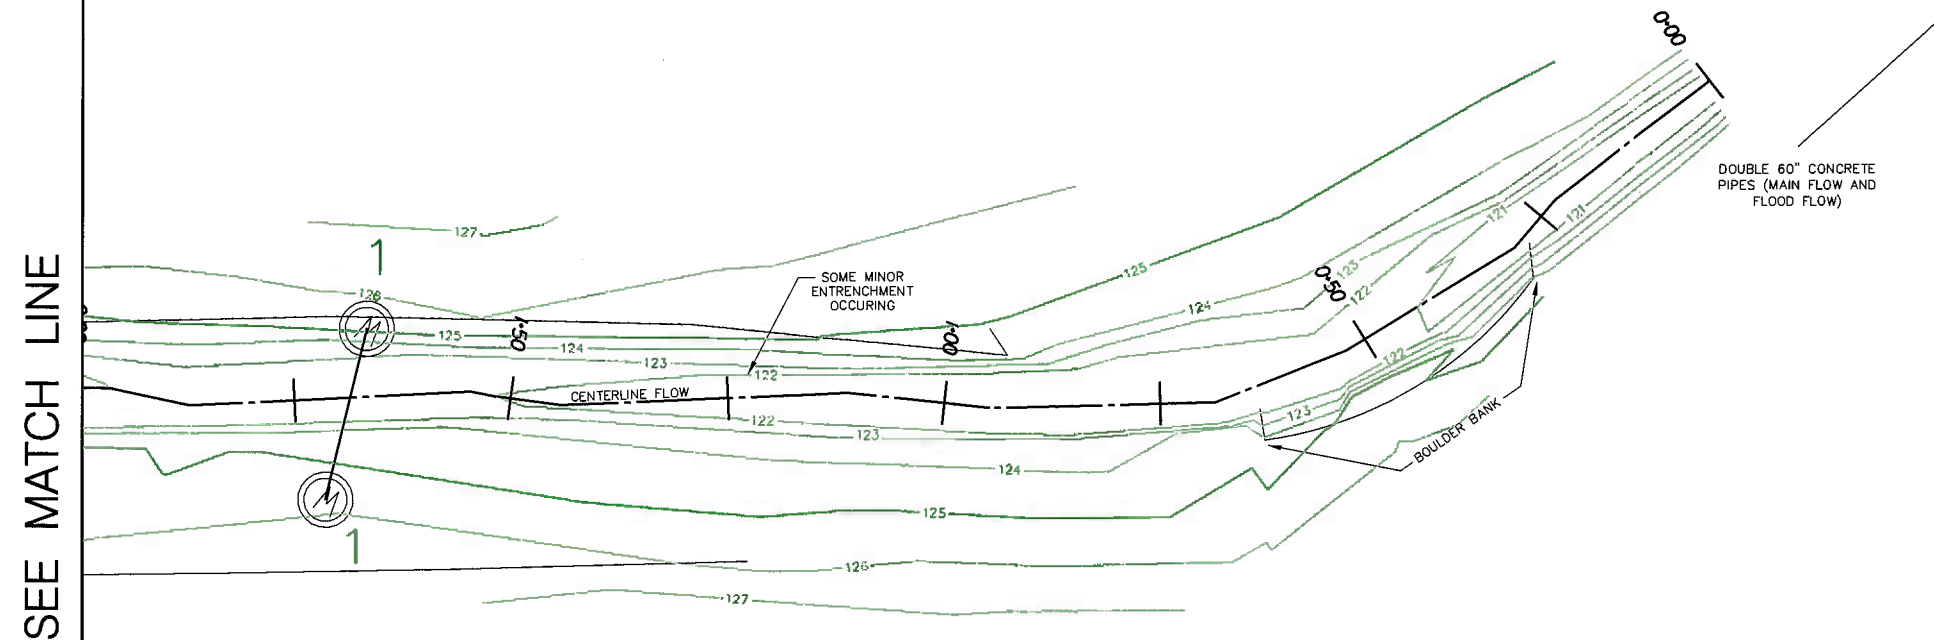 SEE MATCH LINE
0+00
DOUBLE 60" CONCRETE
PIPES (MAIN FLOW AND
FLOOD FLOW)
121
121
127
1
126
SOME MINOR
ENTRENCHMENT
OCCURING
125
123
0+50
122
124
125
1+50
124
1+00
123
122
122
CENTERLINE FLOW
122
123
123
BOULDER BANK
124
125
1
126
127